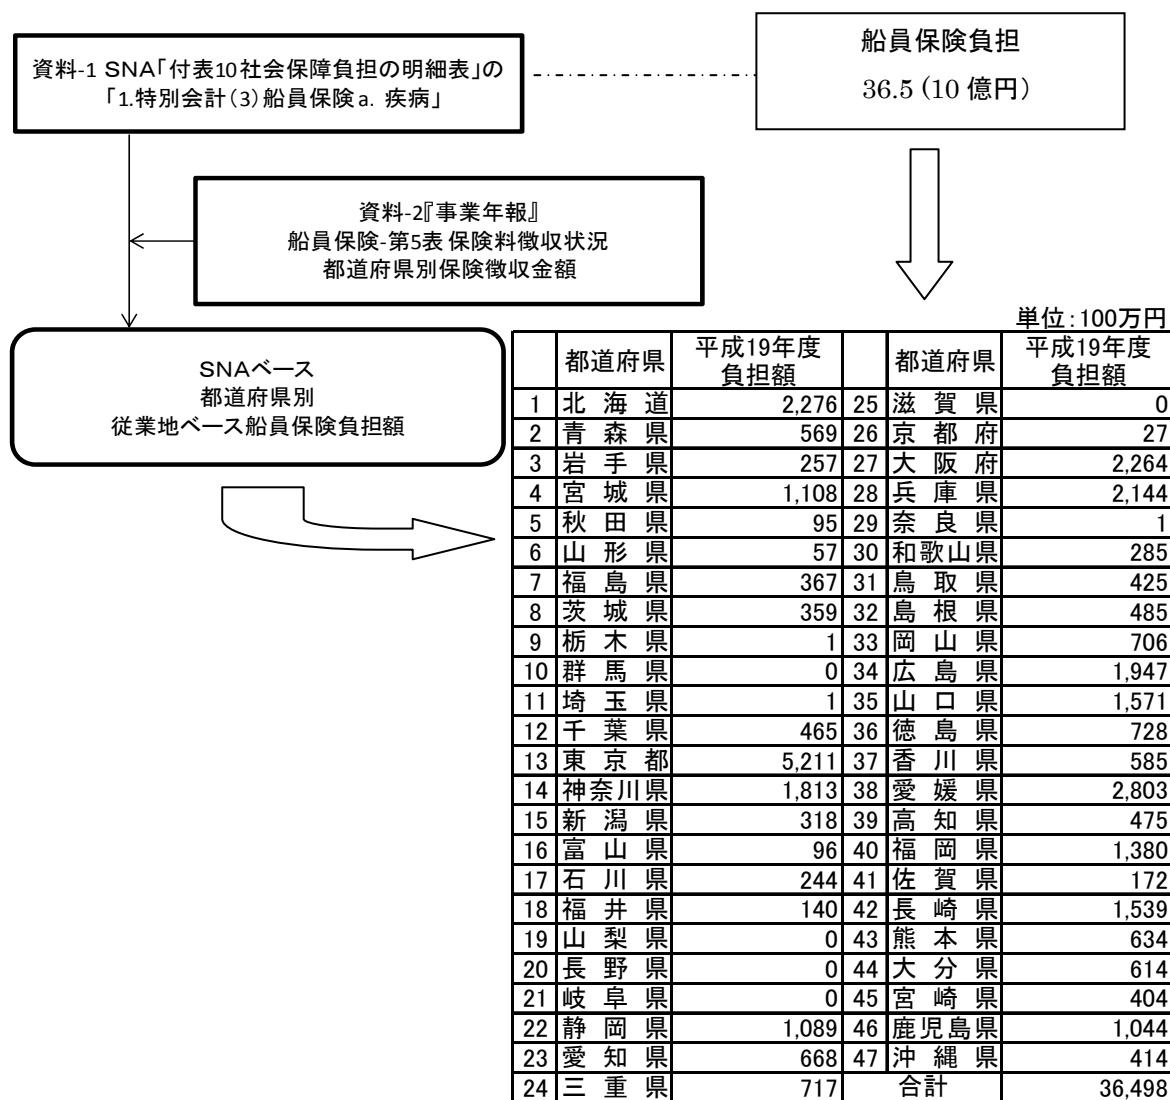 資料-1 SNA「付表10社会保障負担の明細表」の
「1.特別会計(3)船員保険a. 疾病」
船員保険負担
36.5 (10 億円)
資料-2『事業年報』
船員保険-第5表 保険料徴収状況
都道府県別保険徴収金額
SNAベース
都道府県別
従業地ベース船員保険負担額
単位:100万円
都道府県 平成19年度 負担額 都道府県 平成19年度 負担額
1 北海道 2,276 25 滋賀県 0
2 青森県 569 26 京都府 27
3 岩手県 257 27 大阪府 2,264
4 宮城県 1,108 28 兵庫県 2,144
5 秋田県 95 29 奈良県 1
6 山形県 57 30 和歌山県 285
7 福島県 367 31 鳥取県 425
8 茨城県 359 32 島根県 485
9 栃木県 1 33 岡山県 706
10 群馬県 0 34 広島県 1,947
11 埼玉県 1 35 山口県 1,571
12 千葉県 465 36 徳島県 728
13 東京都 5,211 37 香川県 585
14 神奈川県 1,813 38 愛媛県 2,803
15 新潟県 318 39 高知県 475
16 富山県 96 40 福岡県 1,380
17 石川県 244 41 佐賀県 172
18 福井県 140 42 長崎県 1,539
19 山梨県 0 43 熊本県 634
20 長野県 0 44 大分県 614
21 岐阜県 0 45 宮崎県 404
22 静岡県 1,089 46 鹿児島県 1,044
23 愛知県 668 47 沖縄県 414
24 三重県 717 合計 36,498